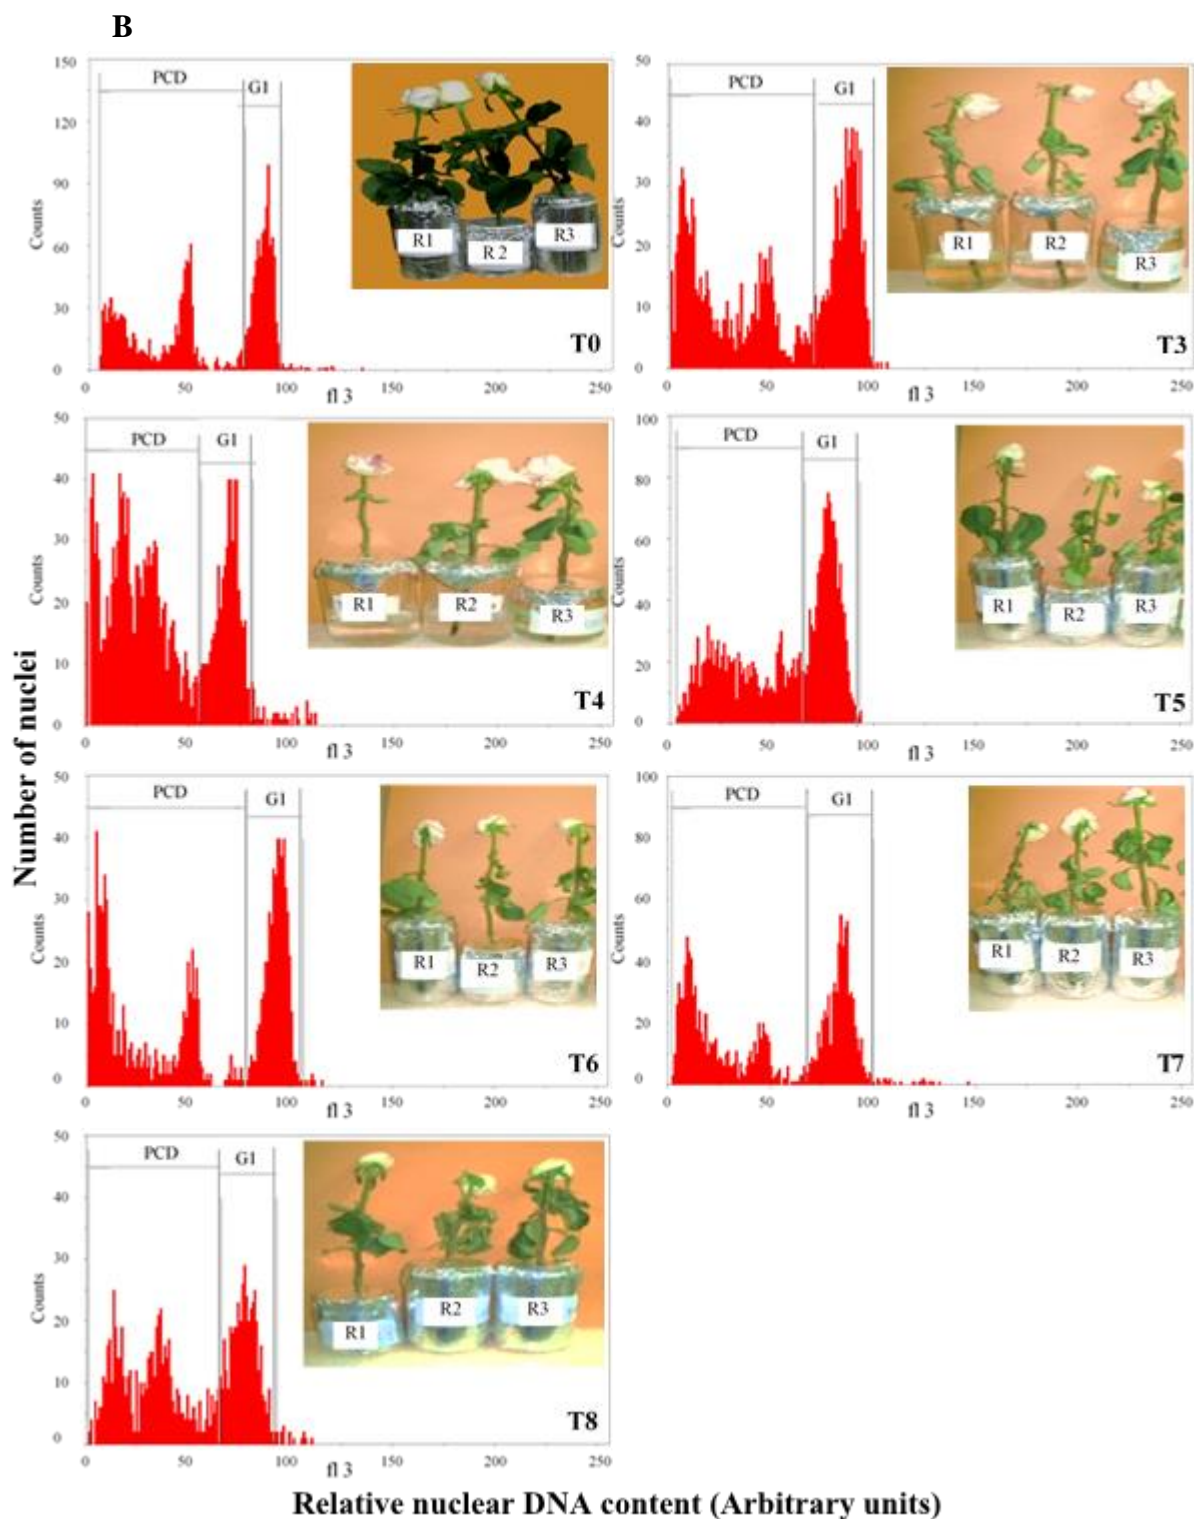 B
150
PCD
G1
120
90
Counts
60
30
0
R1
R 2
R3
T0
0
50
100
150
200
250
fl 3
50
PCD
G1
40
30
Counts
20
10
0
R1
R2
R3
T3
0
50
100
150
200
250
fl 3
50
PCD
G1
40
30
Counts
20
10
0
R1
R2
R3
T4
0
50
100
150
200
250
fl 3
100
PCD
G1
80
60
Counts
40
20
0
R1
R2
R3
T5
0
50
100
150
200
250
fl 3
Number of nuclei
50
PCD
G1
40
30
Counts
20
10
0
R1
R2
R3
T6
0
50
100
150
200
250
fl 3
100
PCD
G1
80
60
Counts
40
20
0
R1
R2
R3
T7
0
50
100
150
200
250
fl 3
50
PCD
G1
40
30
Counts
20
10
0
R1
R2
R3
T8
0
50
100
150
200
250
fl 3
Relative nuclear DNA content (Arbitrary units)